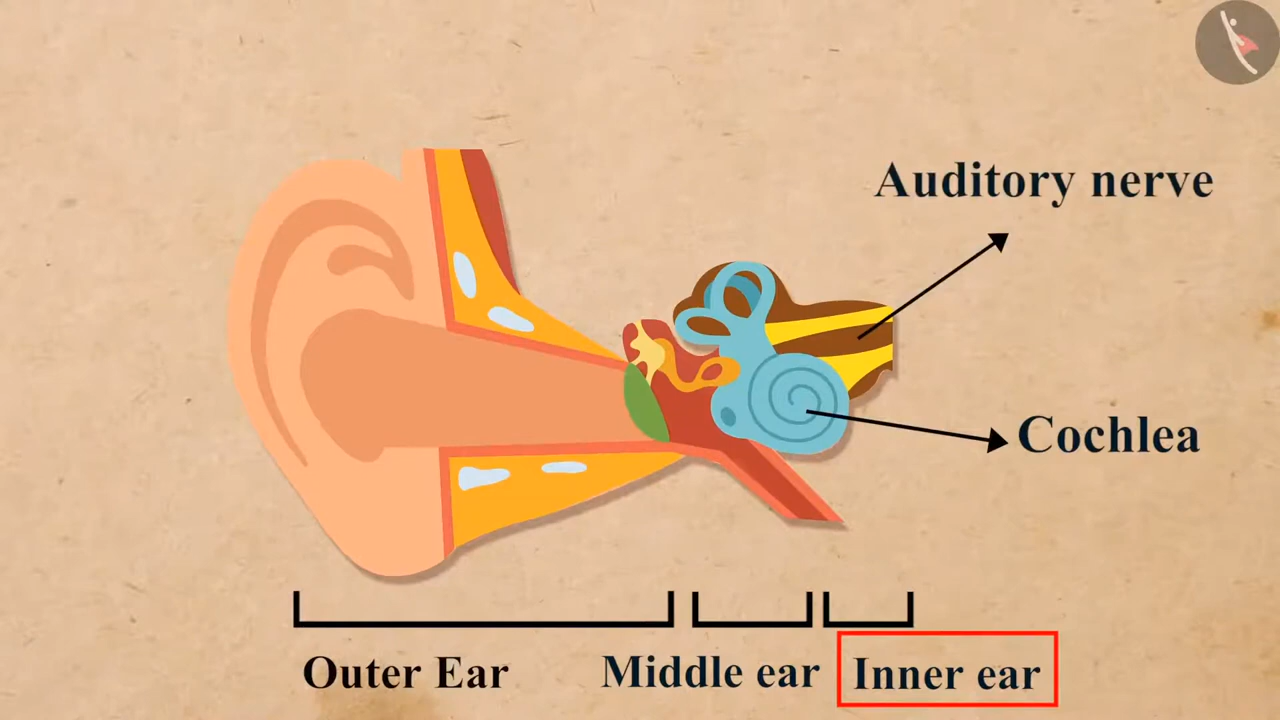 Auditory nerve
Cochlea
Outer Ear
Middle ear
Inner ear